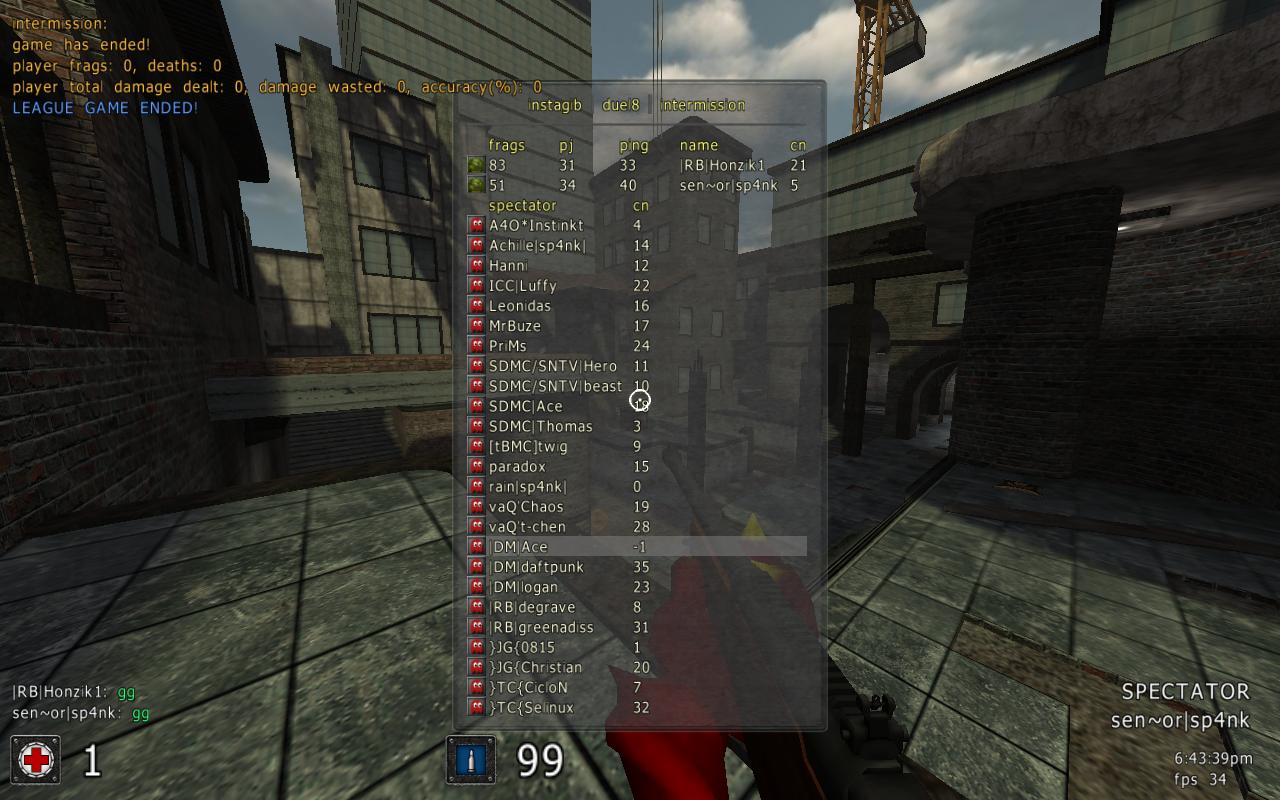 intermission:
game has ended!
player frags: 0, deaths: 0
player total damage dealt: 0, damage wasted: 0, accuracy(%): 0
LEAGUE GAME ENDED!
instagib due|8 intermission
frags pj ping name cn
83 31 33 |RB|Honzik1 21
51 34 40 sen~or|sp4nk 5
spectator cn
A4O*Instinkt 4
Achille|sp4nk| 14
Hanni 12
ICC|Luffy 22
Leonidas 16
MrBuze 17
PriMs 24
SDMC/SNTV|Hero 11
SDMC/SNTV|beast 10
SDMC|Ace
SDMC|Thomas 3
[tBMC]twig 9
paradox 15
rain|sp4nk| 0
vaQ'Chaos 19
vaQ't-chen 28
|DM|Ace -1
|DM|daftpunk 35
|DM|logan 23
|RB|degrave 8
|RB|greenadiss 31
}JG{0815 1
}JG{Christian 20
}TC{CicloN 7
}TC{Selinux 32
|RB|Honzik1: gg
sen~or|sp4nk: gg
1
99
SPECTATOR
sen~or|sp4nk
6:43:39pm
fps 34